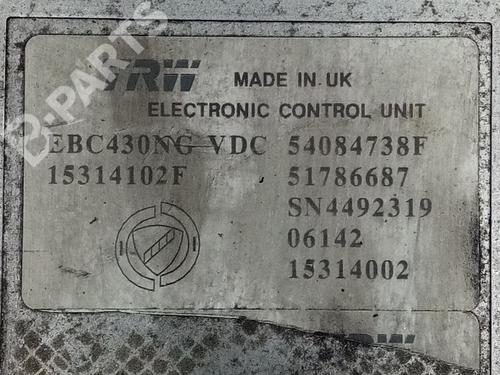 B-PARTS
TRW MADE IN UK
ELECTRONIC CONTROL UNIT
EBC430NG VDC 54084738F
15314102F 51786687
SN4492319
06142
15314002